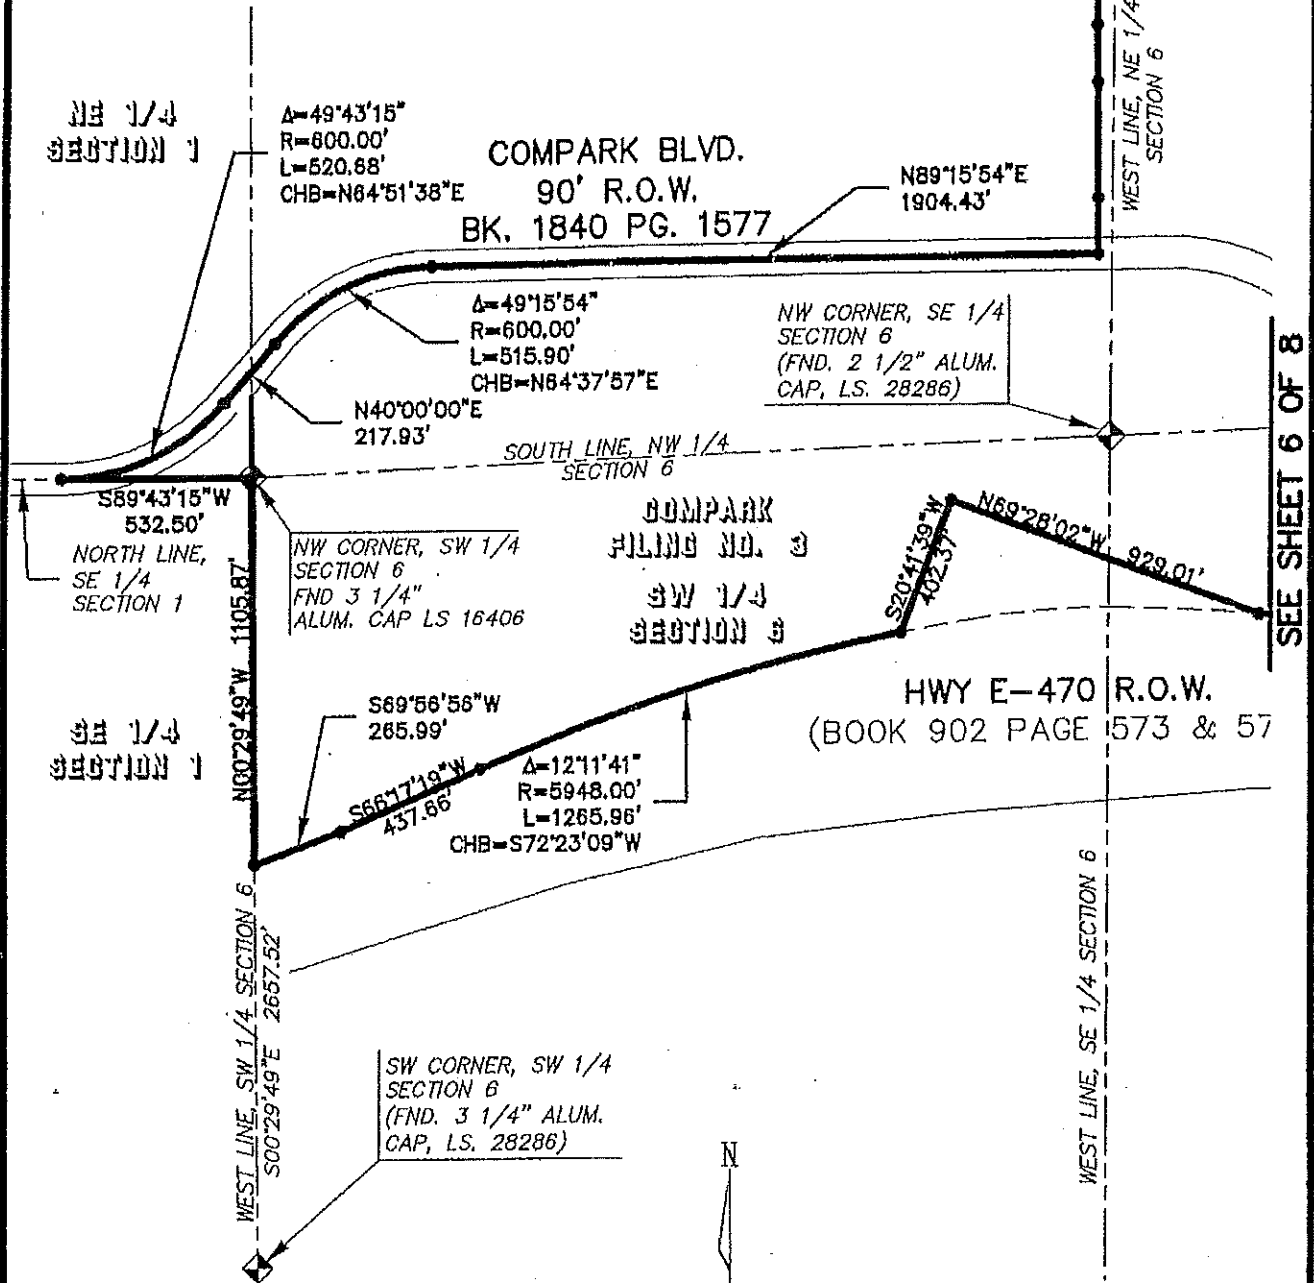 WEST LINE, NE 1/4
SECTION 6
NE 1/4
SECTION 1
Δ=49°43'15"
R=600.00'
L=520.68'
CHB=N64°51'38"E
COMPARK BLVD.
90' R.O.W.
BK. 1840 PG. 1577
N89°15'54"E
1904.43'
Δ=49°15'54"
R=600.00'
L=515.90'
CHB=N64°37'57"E
NW CORNER, SE 1/4
SECTION 6
(FND. 2 1/2" ALUM.
CAP, LS. 28286)
N40°00'00"E
217.93'
SOUTH LINE, NW 1/4
SECTION 6
SEE SHEET 6 OF 8
S89°43'15"W
532.50'
NORTH LINE,
SE 1/4
SECTION 1
NW CORNER, SW 1/4
SECTION 6
FND 3 1/4"
ALUM. CAP LS 16406
COMPARK
FILING NO. 3
SW 1/4
SECTION 6
S20°41'39"W
402.37'
N69°28'02"W 929.01'
N00°29'49"W 1105.87'
SE 1/4
SECTION 1
S69°56'56"W
265.99'
S66°17'19"W
437.66'
Δ=12°11'41"
R=5948.00'
L=1265.96'
CHB=S72°23'09"W
HWY E-470 R.O.W.
(BOOK 902 PAGE 573 & 57
WEST LINE, SW 1/4 SECTION 6
S00°29'49"E 2657.52'
WEST LINE, SE 1/4 SECTION 6
SW CORNER, SW 1/4
SECTION 6
(FND. 3 1/4" ALUM.
CAP, LS. 28286)
N